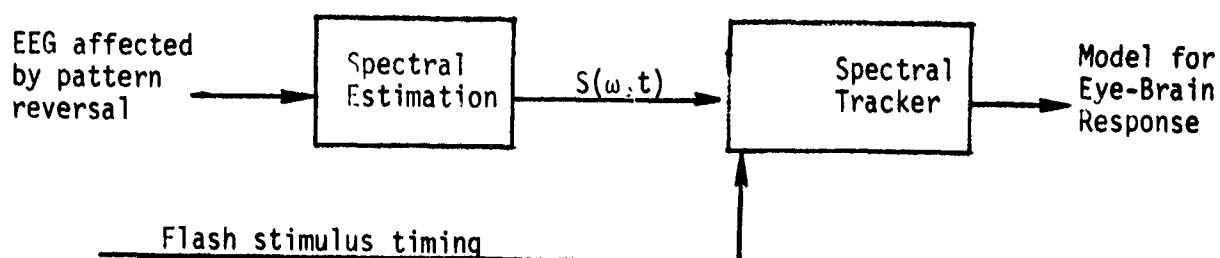 EEG affected
by pattern
reversal
Spectral
Estimation
S(ω,t)
Spectral
Tracker
Model for
Eye-Brain
Response
Flash stimulus timing